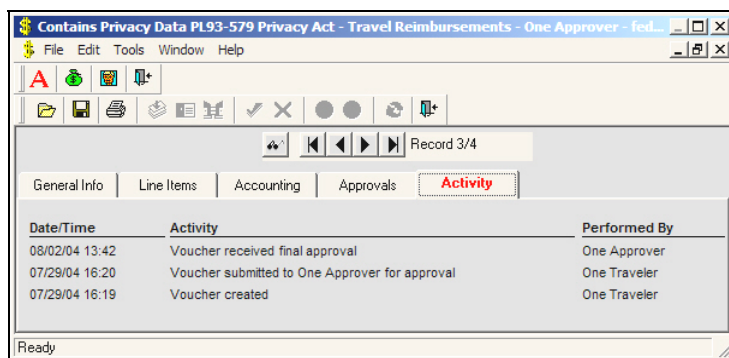 Contains Privacy Data PL93-579 Privacy Act - Travel Reimbursements - One Approver - fed...
File Edit Tools Window Help
A
Record 3/4
General Info Line Items Accounting Approvals Activity
Date/Time Activity Performed By
08/02/04 13:42 Voucher received final approval One Approver
07/29/04 16:20 Voucher submitted to One Approver for approval One Traveler
07/29/04 16:19 Voucher created One Traveler
Ready